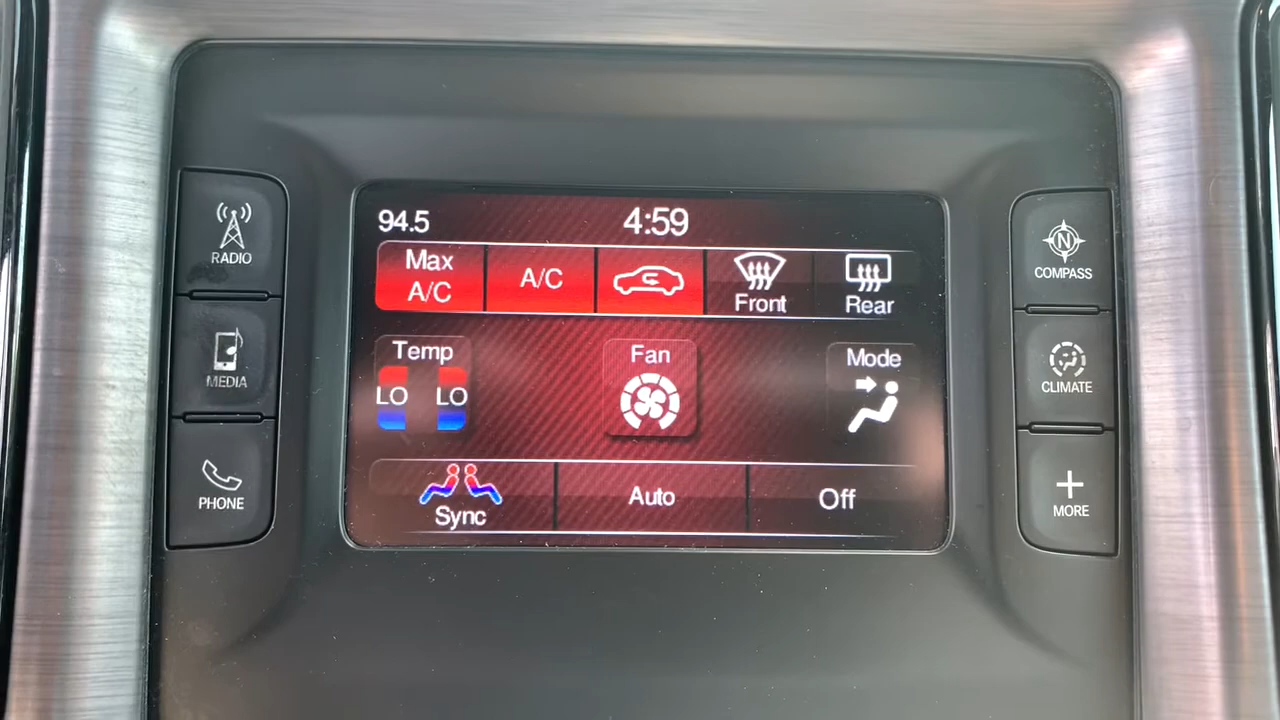 94.5
4:59
Max
A/C
A/C
Front
Rear
Temp
LO
LO
Fan
Mode
Sync
Auto
Off
RADIO
MEDIA
PHONE
N
COMPASS
CLIMATE
MORE